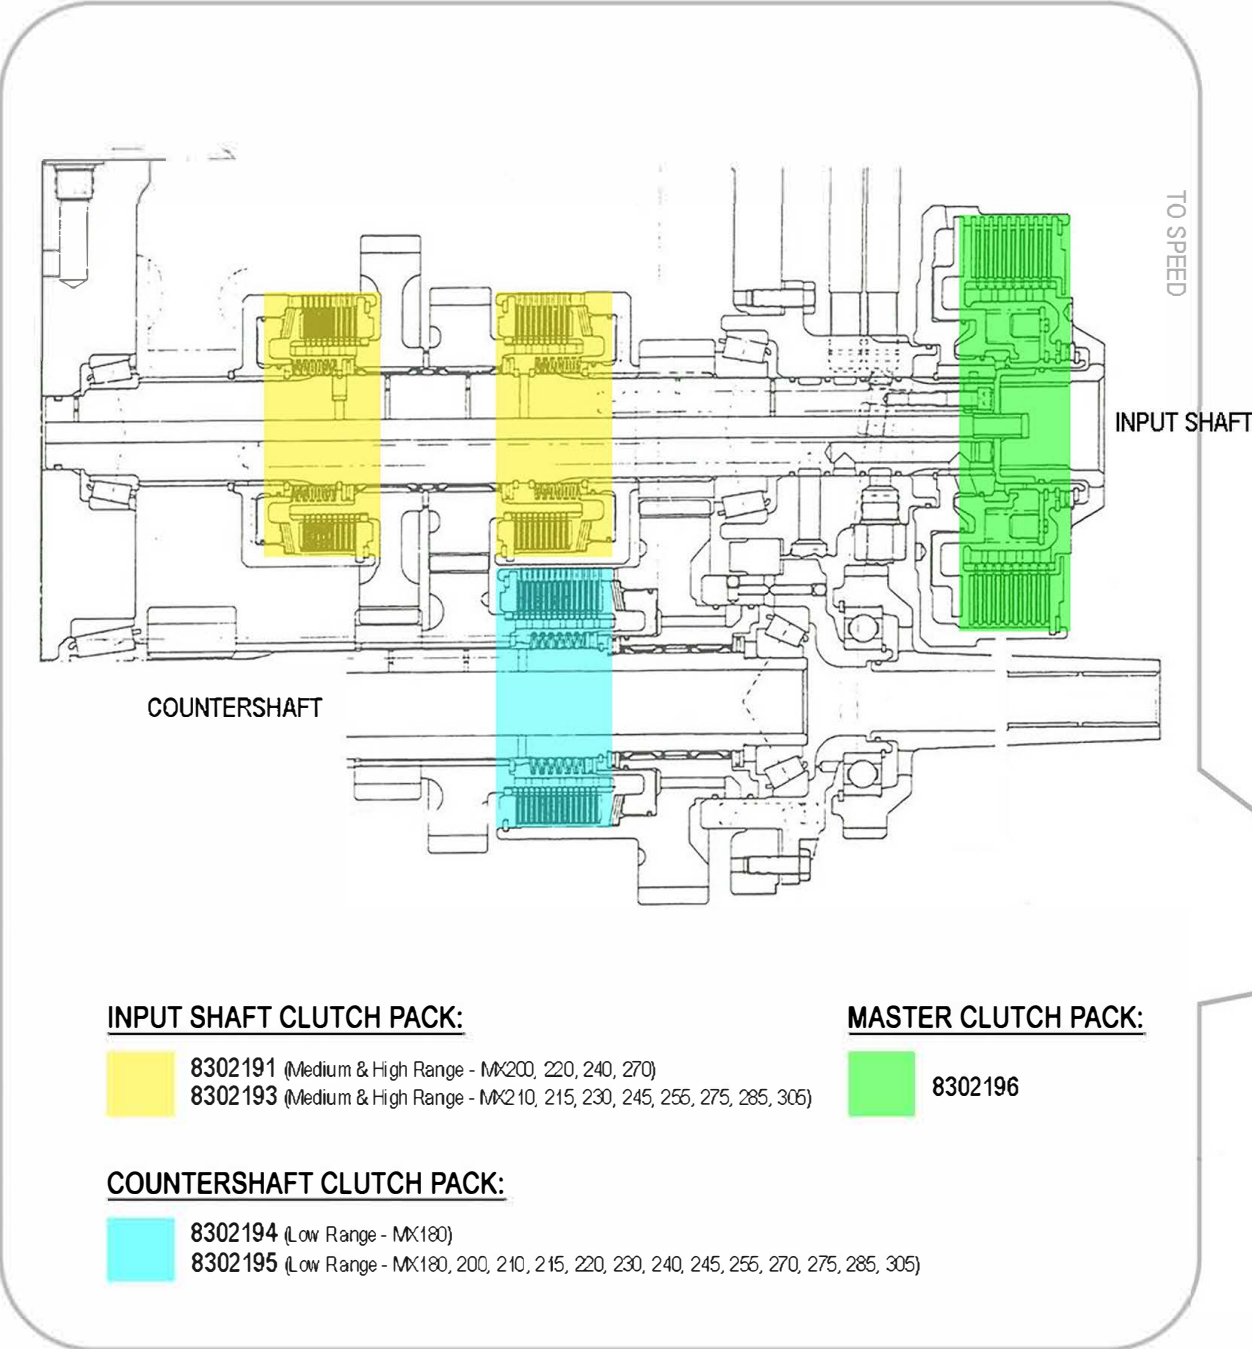 TO SPEED
INPUT SHAFT
COUNTERSHAFT
INPUT SHAFT CLUTCH PACK:
8302191 (Medium & High Range - MX200, 220, 240, 270)
8302193 (Medium & High Range - MX210, 215, 230, 245, 255, 275, 285, 305)
MASTER CLUTCH PACK:
8302196
COUNTERSHAFT CLUTCH PACK:
8302194 (Low Range - MX180)
8302195 (Low Range - MX180, 200, 210, 215, 220, 230, 240, 245, 255, 270, 275, 285, 305)